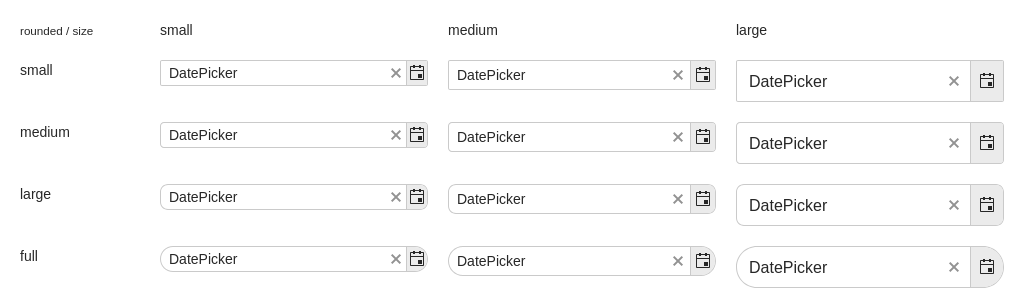 rounded / size small medium large
small DatePicker DatePicker DatePicker
medium DatePicker DatePicker DatePicker
large DatePicker DatePicker DatePicker
full DatePicker DatePicker DatePicker